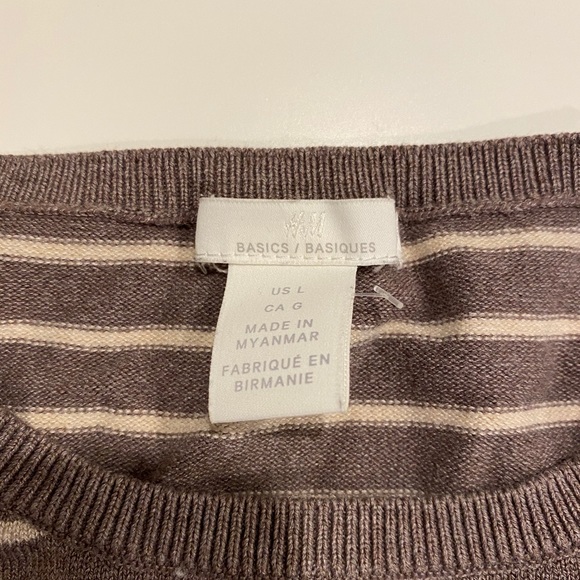 H&M
BASICS / BASIQUES
US L
CA G
MADE IN
MYANMAR
FABRIQUÉ EN
BIRMANIE